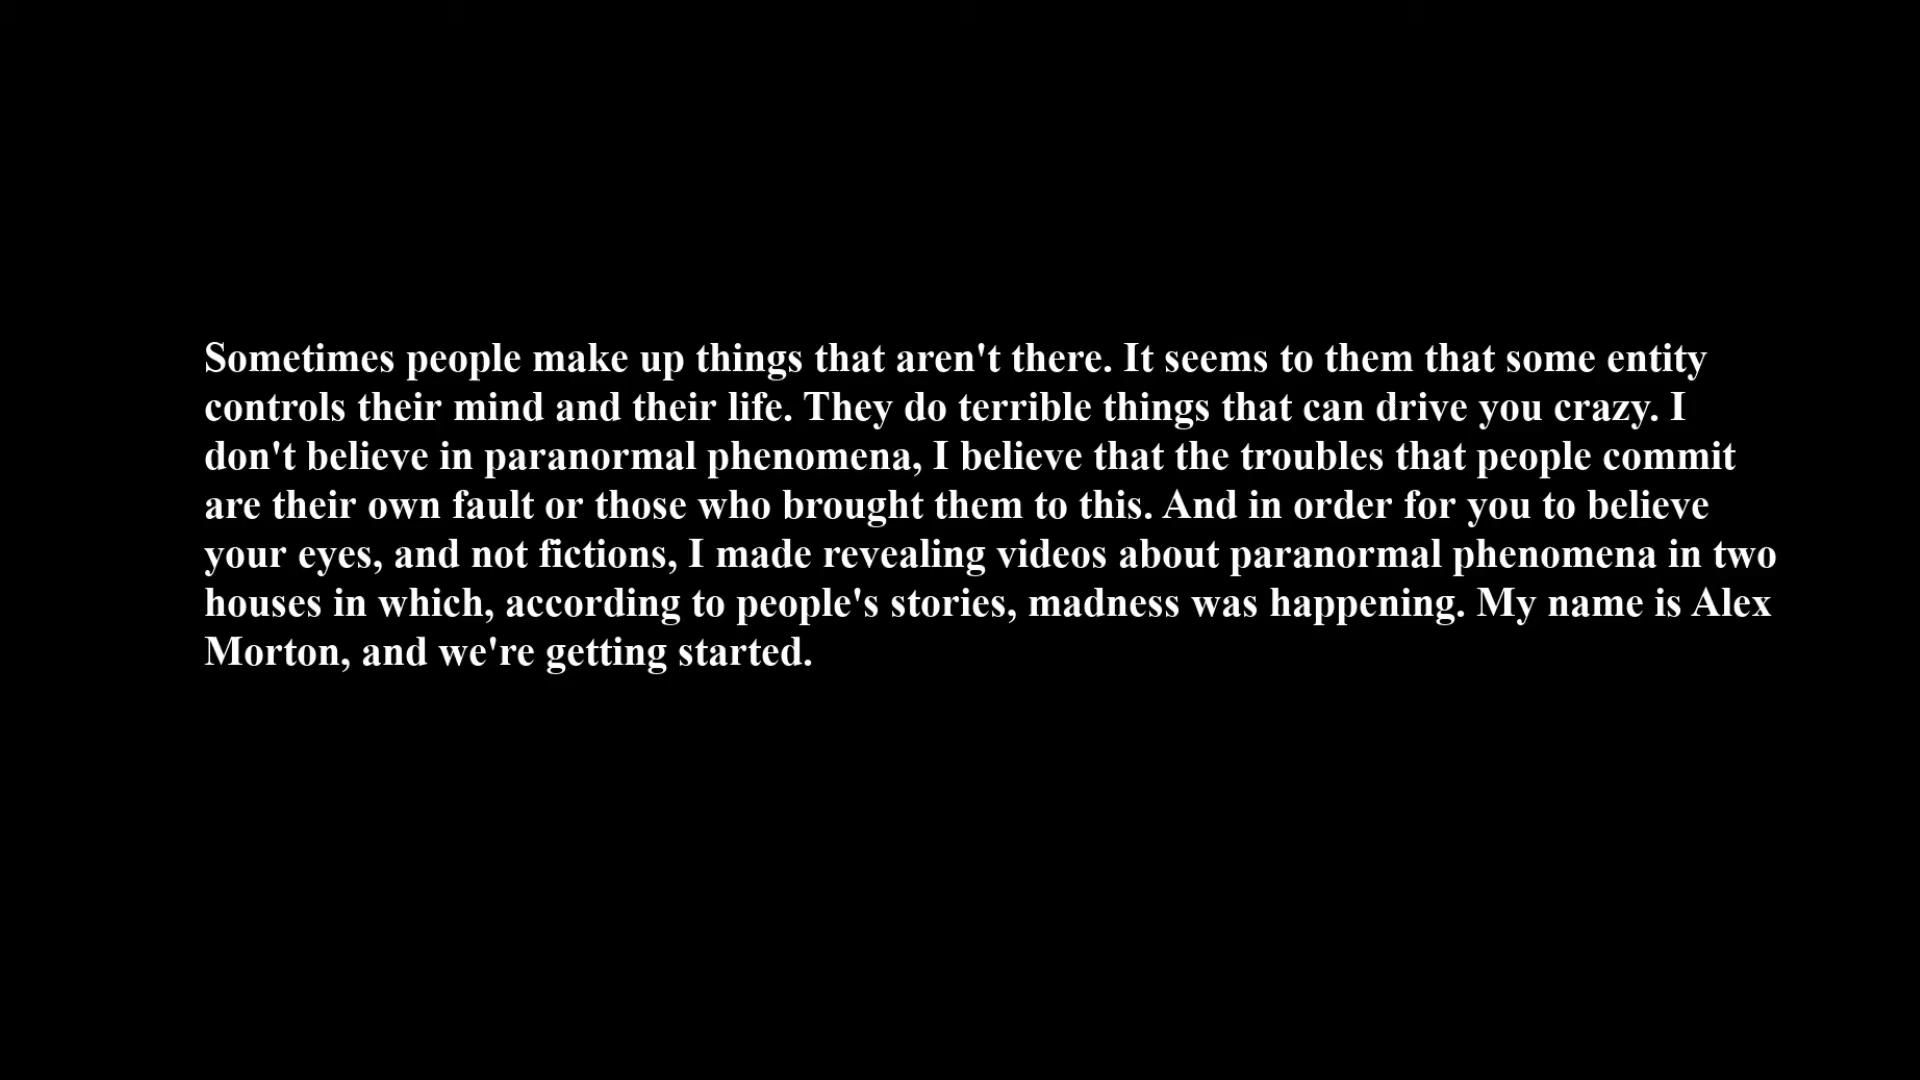 Sometimes people make up things that aren't there. It seems to them that some entity
controls their mind and their life. They do terrible things that can drive you crazy. I
don't believe in paranormal phenomena, I believe that the troubles that people commit
are their own fault or those who brought them to this. And in order for you to believe
your eyes, and not fictions, I made revealing videos about paranormal phenomena in two
houses in which, according to people's stories, madness was happening. My name is Alex
Morton, and we're getting started.